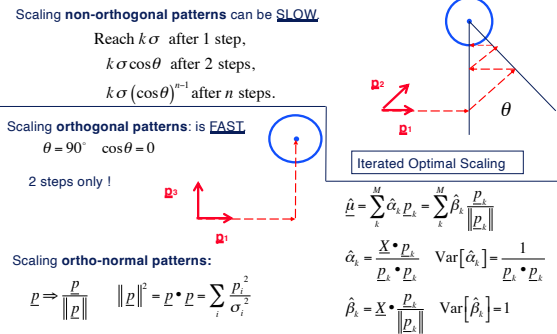 Scaling non-orthogonal patterns can be SLOW.
Reach kσ after 1 step,
kσcosθ after 2 steps,
kσ(cosθ)^{n-1} after n steps.
p₂
p₁
θ
Scaling orthogonal patterns: is FAST.
θ = 90° cosθ = 0
2 steps only !
p₃
p₁
Scaling ortho-normal patterns:
p ⇒ p / ‖p‖ ‖p‖² = p • p = ∑_i p_i² / σ_i²
Iterated Optimal Scaling
μ̂ = ∑_k^M α̂_k p_k = ∑_k^M β̂_k p_k / ‖p_k‖
α̂_k = X • p_k / p_k • p_k Var[α̂_k] = 1 / p_k • p_k
β̂_k = X • p_k / ‖p_k‖ Var[β̂_k] = 1